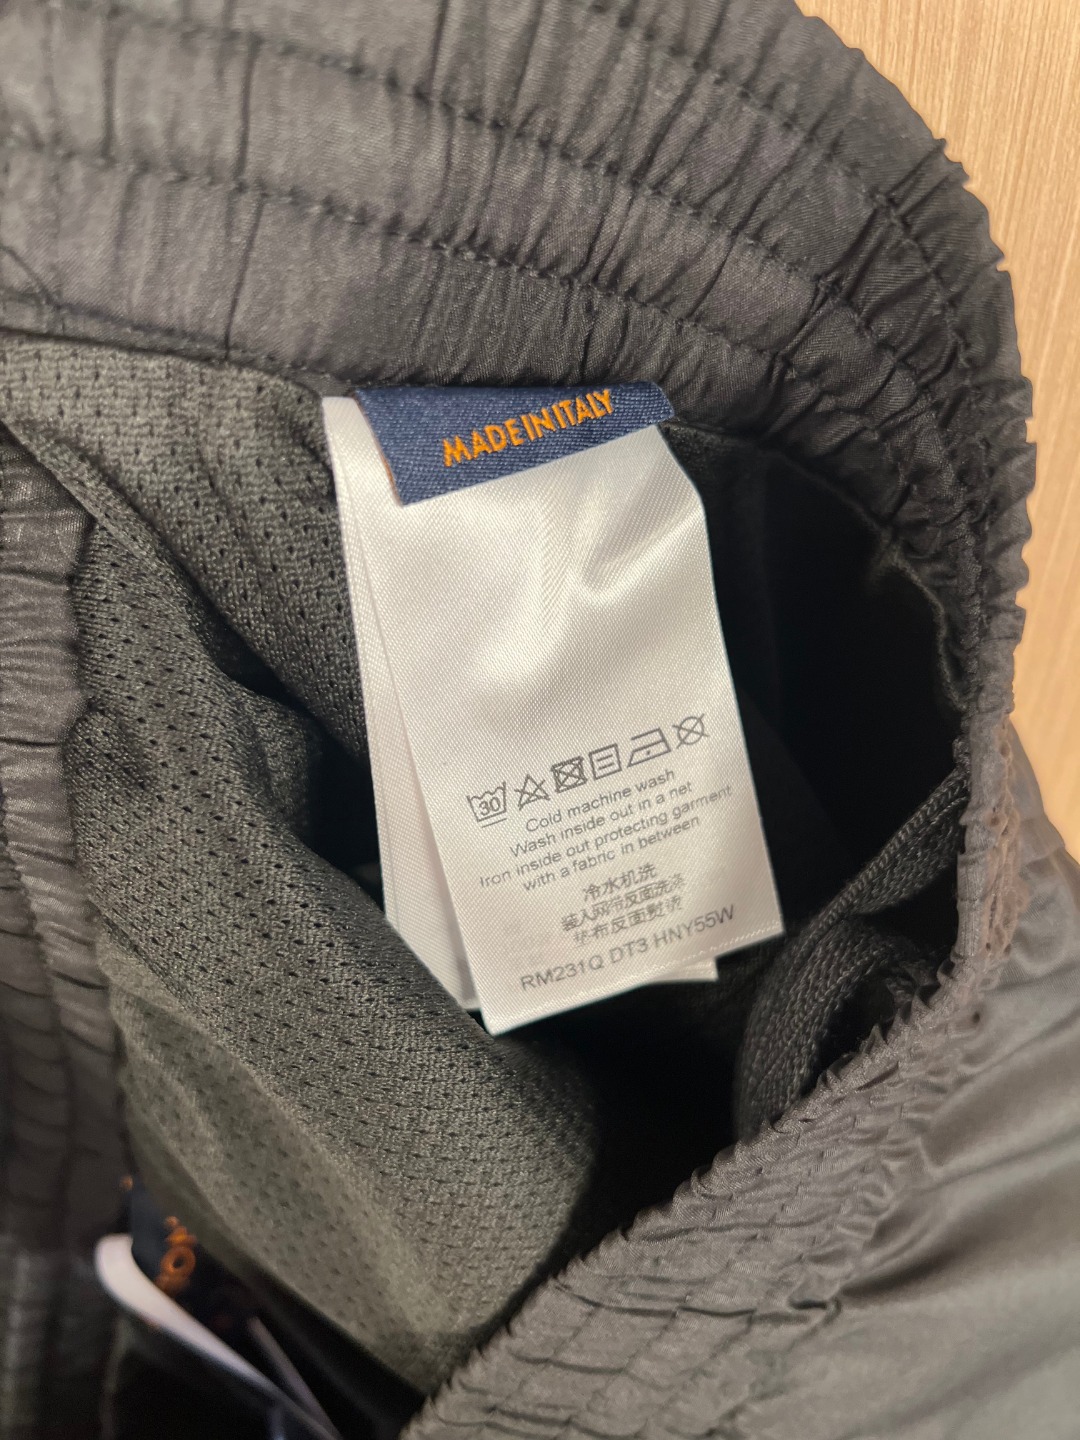 MADE IN ITALY
30
Cold machine wash
Wash inside out in a net
Iron inside out protecting garment
with a fabric in between
冷水机洗
装入网袋反面洗涤
垫布反面熨烫
RM231Q DT3 HNY55W